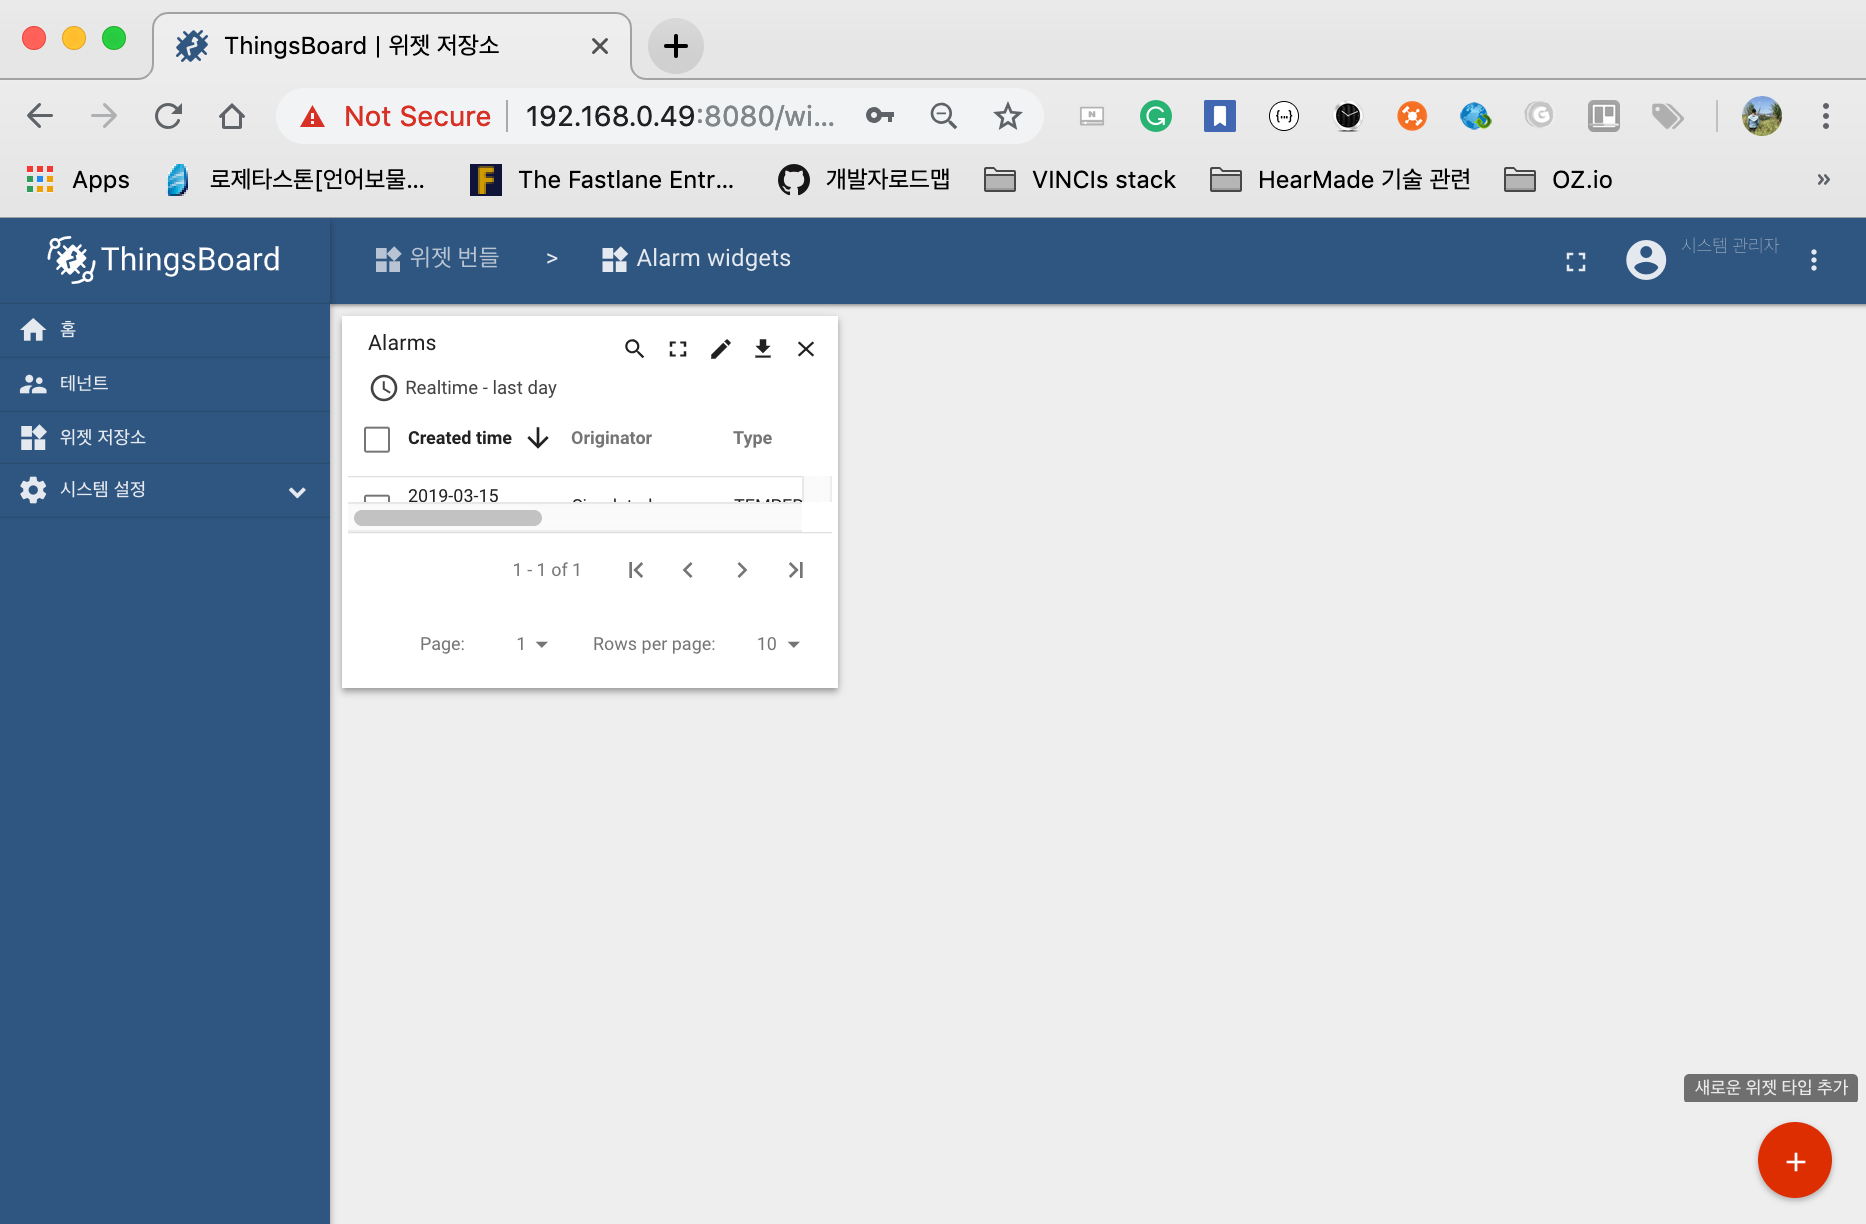 ThingsBoard | 위젯 저장소
Not Secure
192.168.0.49:8080/wi...
Apps
로제타스톤[언어보물...
The Fastlane Entr...
개발자로드맵
VINCIs stack
HearMade 기술 관련
OZ.io
ThingsBoard
위젯 번들 > Alarm widgets
시스템 관리자
홈
테넌트
위젯 저장소
시스템 설정
Alarms
Realtime - last day
Created time Originator Type
2019-03-15
1 - 1 of 1
Page: 1 Rows per page: 10
새로운 위젯 타입 추가